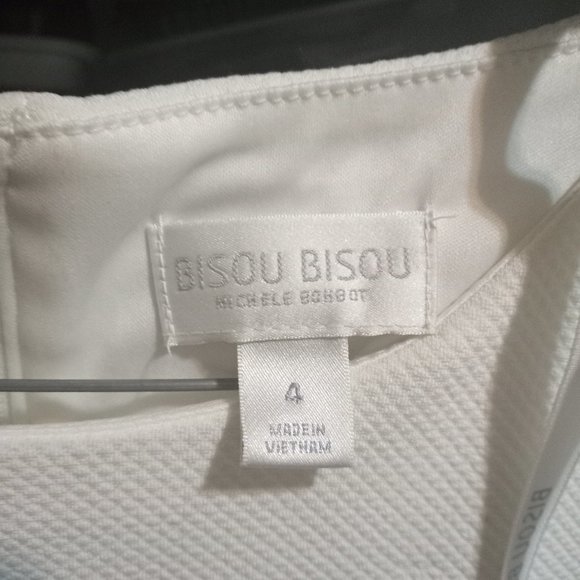 BISOU BISOU
MICHELE BOHBOT
4
MADE IN
VIETNAM